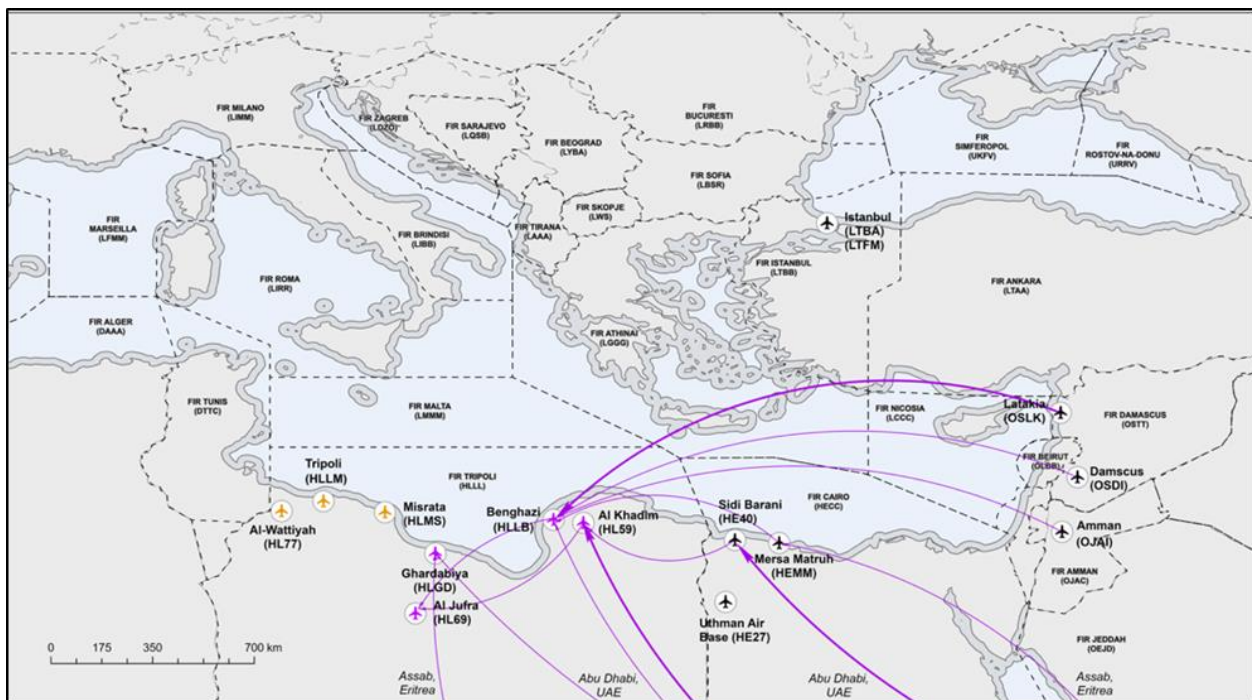 FIR MILANO
(LIMM)
FIR ZAGREB
(LDZO)
FIR SARAJEVO
(LQSB)
FIR BEOGRAD
(LYBA)
FIR
BUCURESTI
(LRBB)
FIR
SIMFEROPOL
(UKFV)
FIR
ROSTOV-NA-DONU
(URRV)
FIR SOFIA
(LBSR)
FIR SKOPJE
(LWS)
FIR
MARSEILLA
(LFMM)
FIR BRINDISI
(LIBB)
FIR TIRANA
(LAAA)
Istanbul
(LTBA)
(LTFM)
FIR ISTANBUL
(LTBB)
FIR ROMA
(LIRR)
FIR ANKARA
(LTAA)
FIR ALGER
(DAAA)
FIR ATHINAI
(LGGG)
FIR TUNIS
(DTTC)
FIR MALTA
(LMMM)
FIR NICOSIA
(LCCC)
Latakia
(OSLK)
FIR DAMASCUS
(OSTT)
FIR BEIRUT
(OLBB)
Damscus
(OSDI)
Tripoli
(HLLM)
FIR TRIPOLI
(HLLL)
FIR CAIRO
(HECC)
Al-Wattiyah
(HL77)
Misrata
(HLMS)
Benghazi
(HLLB)
Al Khadim
(HL59)
Sidi Barani
(HE40)
Mersa Matruh
(HEMM)
Amman
(OJAI)
FIR AMMAN
(OJAC)
Ghardabiya
(HLGD)
Al Jufra
(HL69)
Uthman Air
Base (HE27)
FIR JEDDAH
(OEJD)
0 175 350 700 km
Assab,
Eritrea
Abu Dhabi,
UAE
Abu Dhabi,
UAE
Assab,
Eritrea